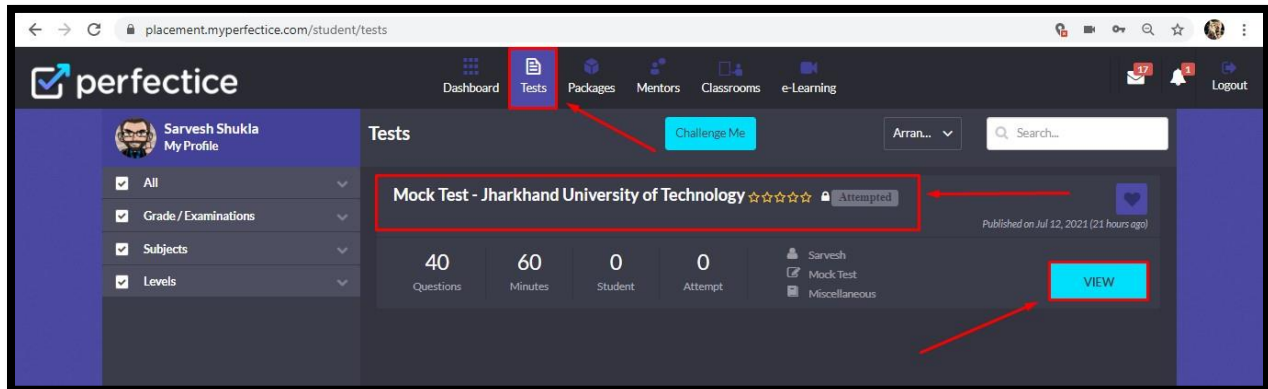 placement.myperfectice.com/student/tests
perfectice
Dashboard Tests Packages Mentors Classrooms e-Learning
17
1
Logout
Sarvesh Shukla
My Profile
Tests
Challenge Me
Arran...
Search...
All
Grade / Examinations
Subjects
Levels
Mock Test - Jharkhand University of Technology Attempted
Published on Jul 12, 2021 (21 hours ago)
40 60 0 0
Questions Minutes Student Attempt
Sarvesh
Mock Test
Miscellaneous
VIEW